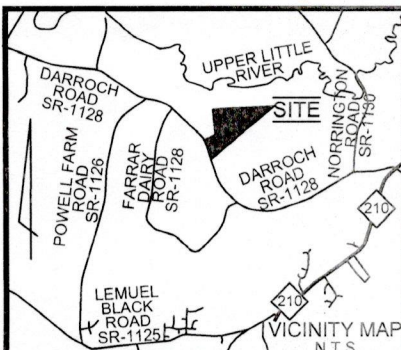 UPPER LITTLE
RIVER
DARROCH
ROAD
SR-1128
SITE
NORRINGTON
ROAD
SR-1130
POWELL FARM
ROAD
SR-1126
FARRAR
DAIRY
ROAD
SR-1128
DARROCH
ROAD
SR-1128
210
210
LEMUEL
BLACK
ROAD
SR-1125
VICINITY MAP
N.T.S.